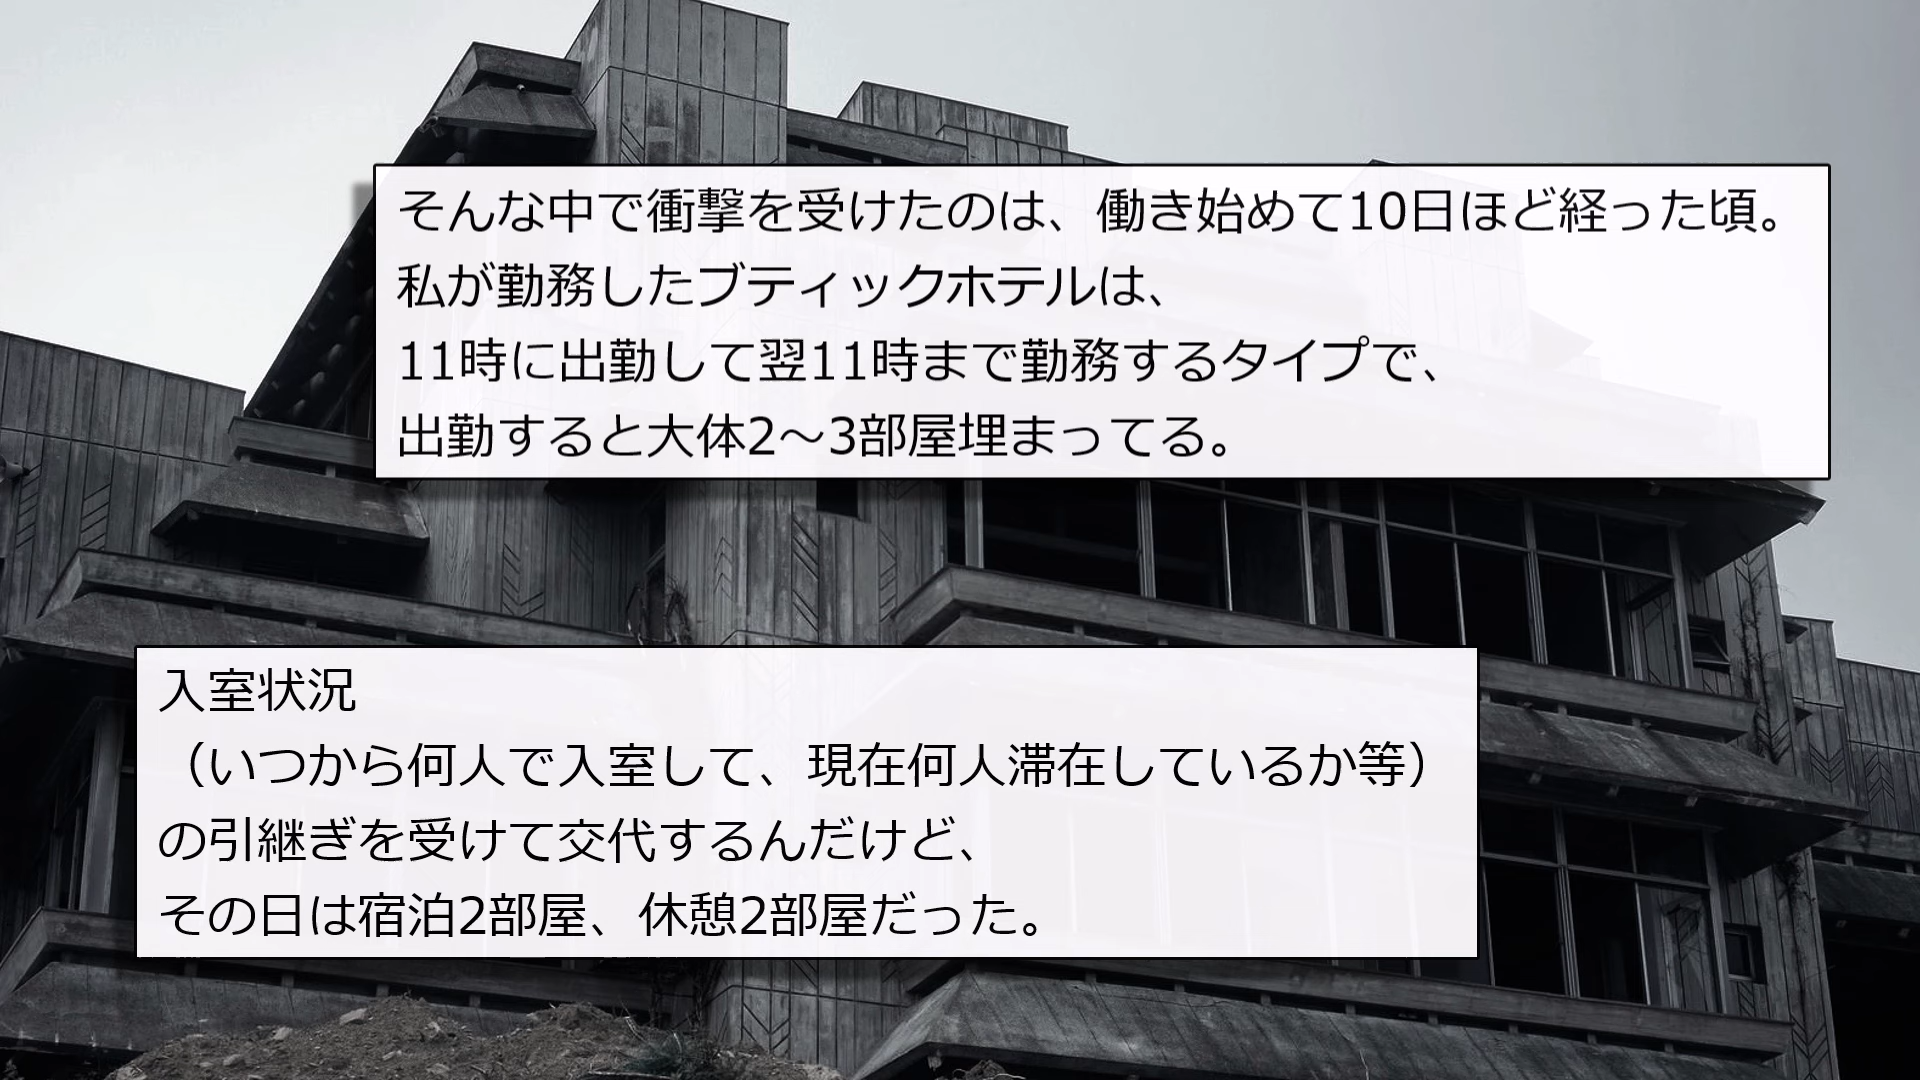 そんな中で衝撃を受けたのは、働き始めて10日ほど経った頃。
私が勤務したブティックホテルは、
11時に出勤して翌11時まで勤務するタイプで、
出勤すると大体2～3部屋埋まってる。
入室状況
（いつから何人で入室して、現在何人滞在しているか等）
の引継ぎを受けて交代するんだけど、
その日は宿泊2部屋、休憩2部屋だった。